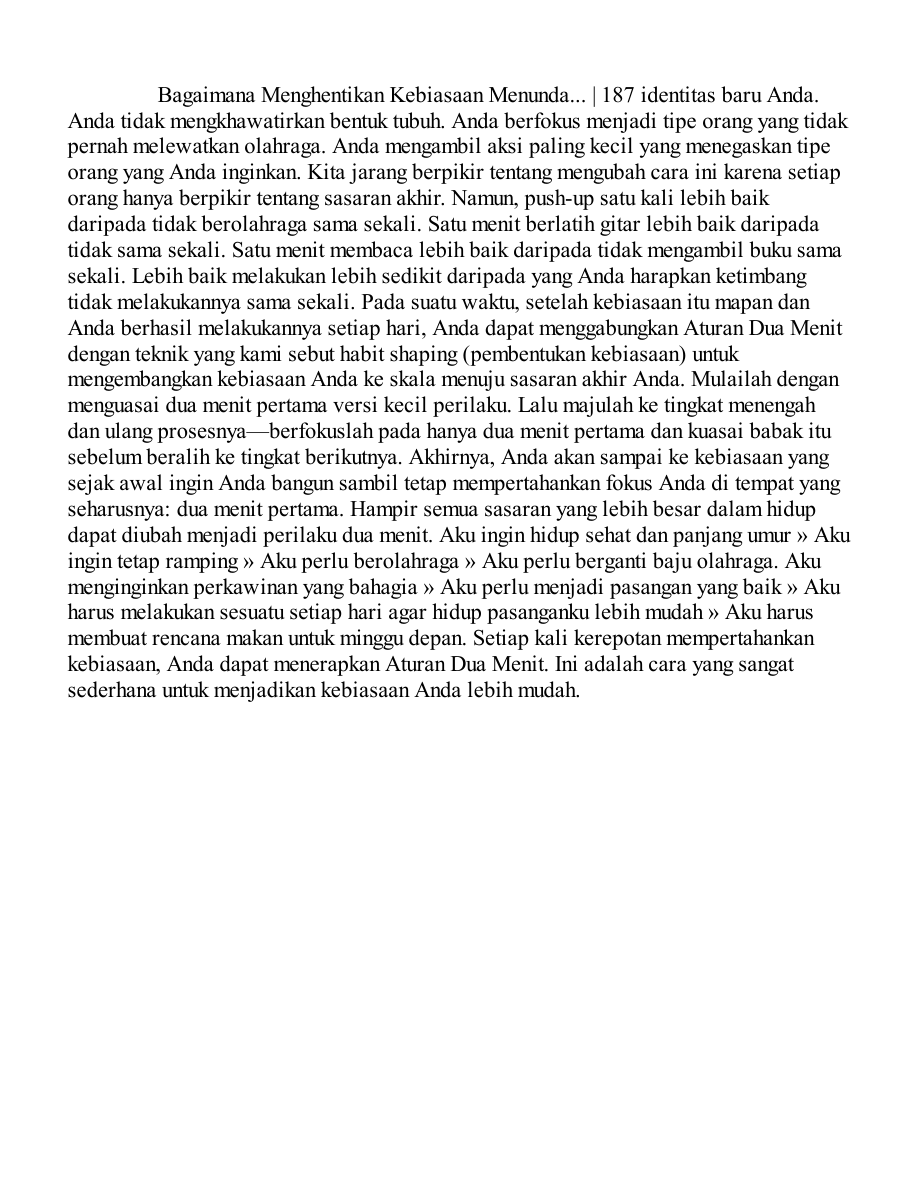 Bagaimana Menghentikan Kebiasaan Menunda... | 187 identitas baru Anda.
Anda tidak mengkhawatirkan bentuk tubuh. Anda berfokus menjadi tipe orang yang tidak
pernah melewatkan olahraga. Anda mengambil aksi paling kecil yang menegaskan tipe
orang yang Anda inginkan. Kita jarang berpikir tentang mengubah cara ini karena setiap
orang hanya berpikir tentang sasaran akhir. Namun, push-up satu kali lebih baik
daripada tidak berolahraga sama sekali. Satu menit berlatih gitar lebih baik daripada
tidak sama sekali. Satu menit membaca lebih baik daripada tidak mengambil buku sama
sekali. Lebih baik melakukan lebih sedikit daripada yang Anda harapkan ketimbang
tidak melakukannya sama sekali. Pada suatu waktu, setelah kebiasaan itu mapan dan
Anda berhasil melakukannya setiap hari, Anda dapat menggabungkan Aturan Dua Menit
dengan teknik yang kami sebut habit shaping (pembentukan kebiasaan) untuk
mengembangkan kebiasaan Anda ke skala menuju sasaran akhir Anda. Mulailah dengan
menguasai dua menit pertama versi kecil perilaku. Lalu majulah ke tingkat menengah
dan ulang prosesnya—berfokuslah pada hanya dua menit pertama dan kuasai babak itu
sebelum beralih ke tingkat berikutnya. Akhirnya, Anda akan sampai ke kebiasaan yang
sejak awal ingin Anda bangun sambil tetap mempertahankan fokus Anda di tempat yang
seharusnya: dua menit pertama. Hampir semua sasaran yang lebih besar dalam hidup
dapat diubah menjadi perilaku dua menit. Aku ingin hidup sehat dan panjang umur » Aku
ingin tetap ramping » Aku perlu berolahraga » Aku perlu berganti baju olahraga. Aku
menginginkan perkawinan yang bahagia » Aku perlu menjadi pasangan yang baik » Aku
harus melakukan sesuatu setiap hari agar hidup pasanganku lebih mudah » Aku harus
membuat rencana makan untuk minggu depan. Setiap kali kerepotan mempertahankan
kebiasaan, Anda dapat menerapkan Aturan Dua Menit. Ini adalah cara yang sangat
sederhana untuk menjadikan kebiasaan Anda lebih mudah.